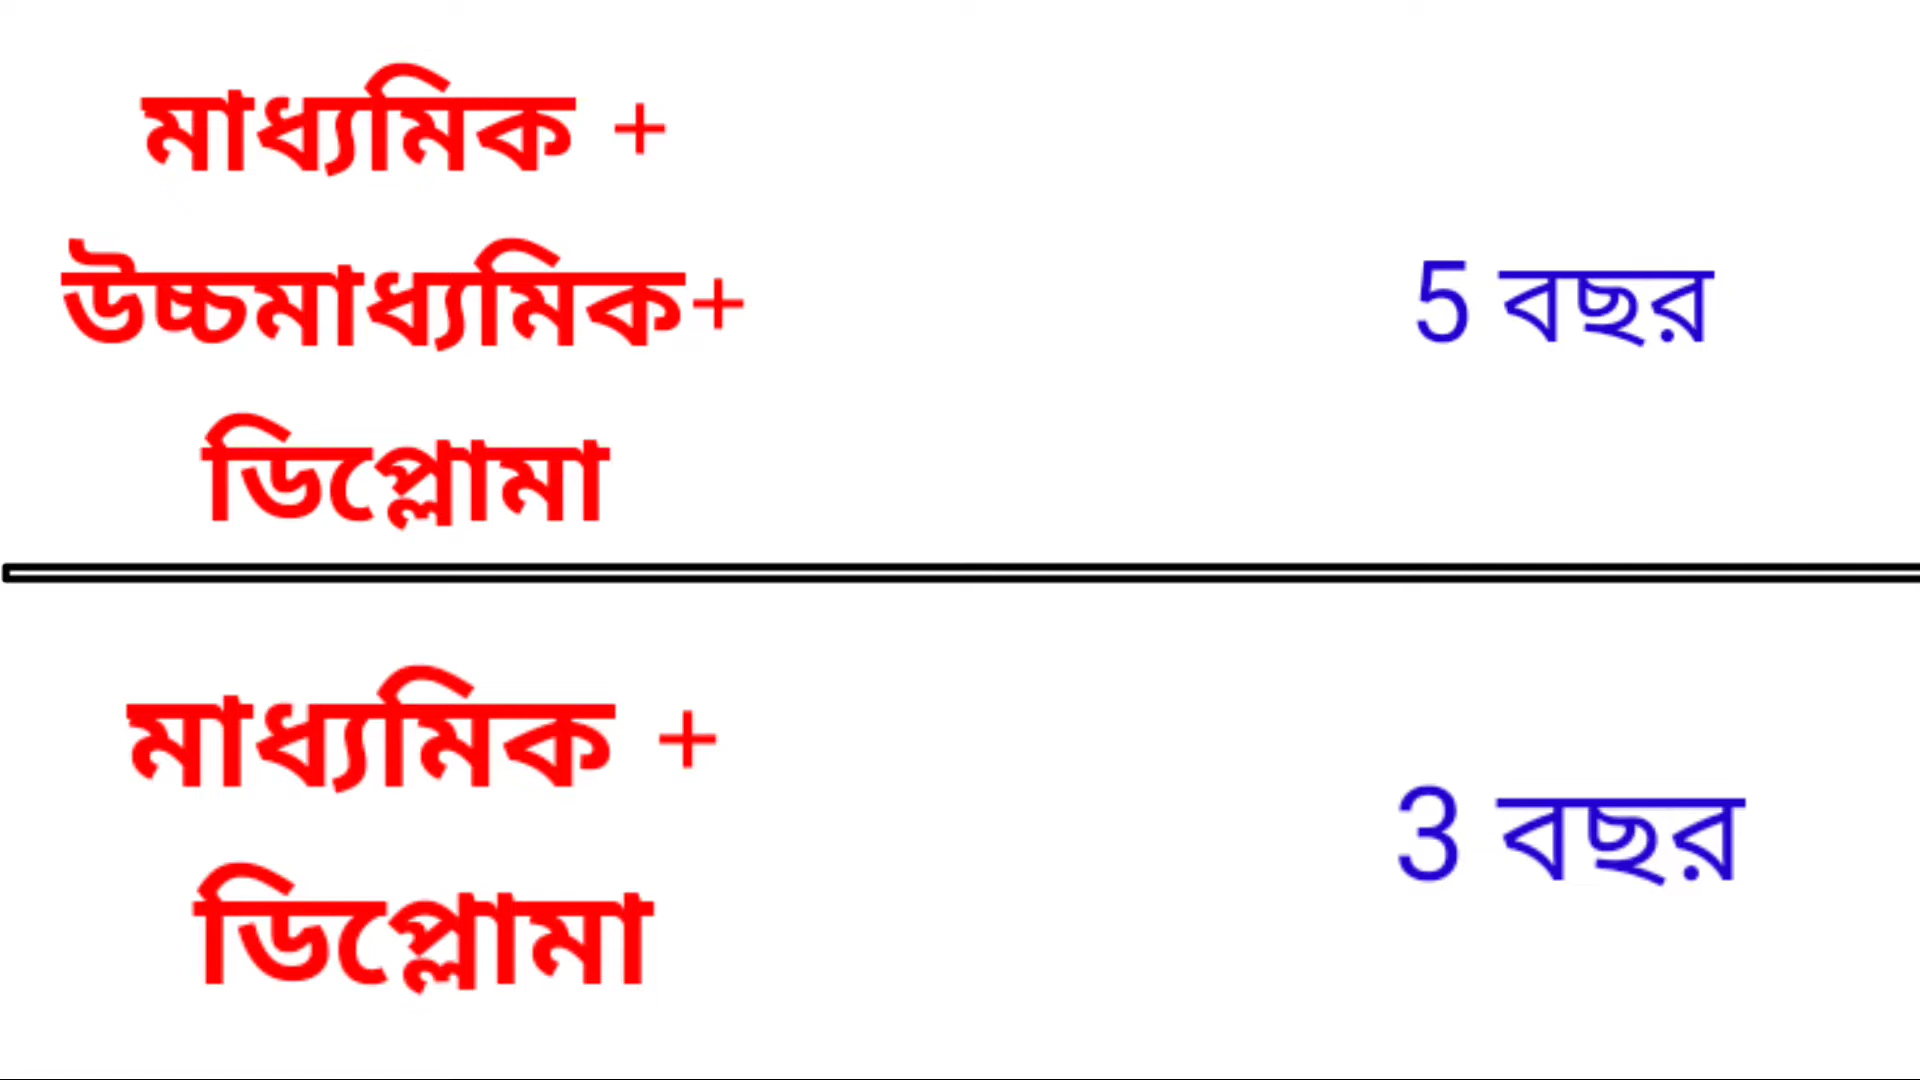 মাধ্যমিক +
উচ্চমাধ্যমিক+
ডিপ্লোমা
5 বছর
মাধ্যমিক +
ডিপ্লোমা
3 বছর